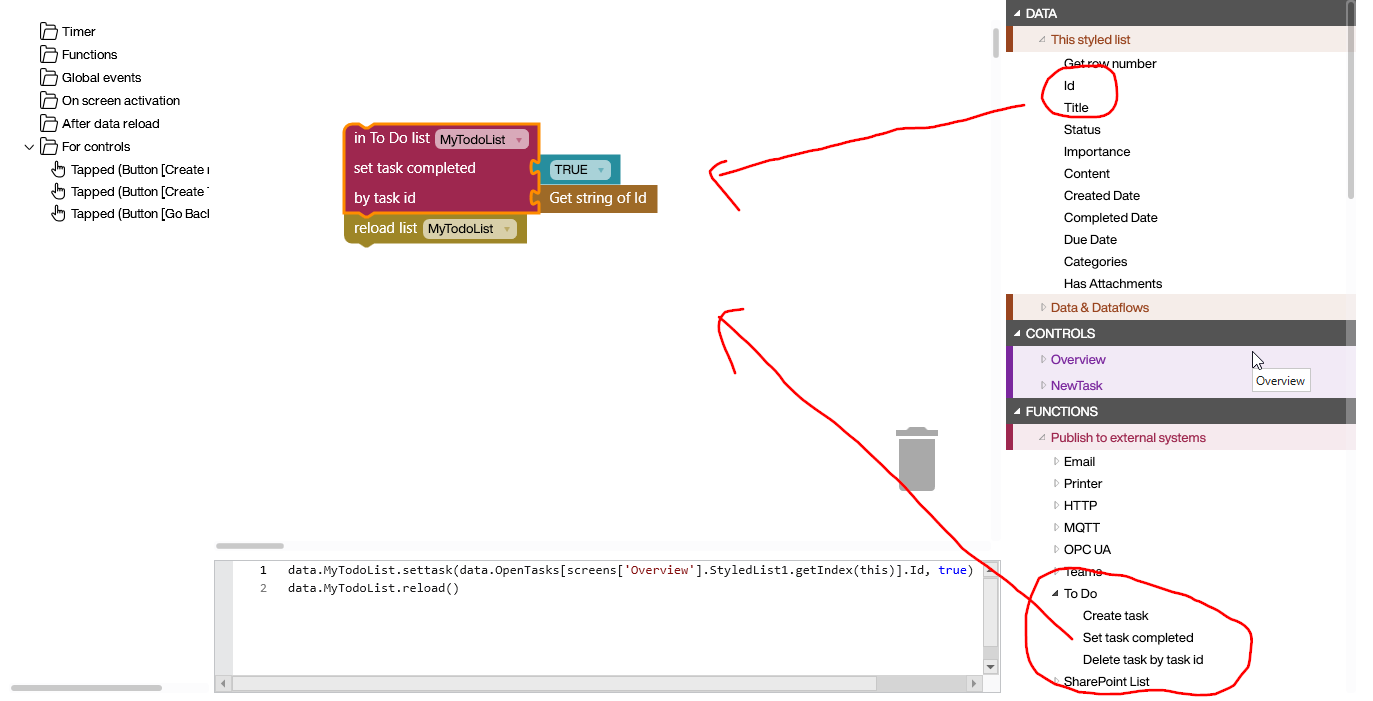 Timer
Functions
Global events
On screen activation
After data reload
For controls
Tapped (Button [Create
Tapped (Button [Create
Tapped (Button [Go Bacl
in To Do list MyTodoList
set task completed TRUE
by task id Get string of Id
reload list MyTodoList
1 data.MyTodoList.settask(data.OpenTasks[screens['Overview'].StyledList1.getIndex(this)].Id, true)
2 data.MyTodoList.reload()
DATA
This styled list
Get row number
Id
Title
Status
Importance
Content
Created Date
Completed Date
Due Date
Categories
Has Attachments
Data & Dataflows
CONTROLS
Overview
NewTask
Overview
FUNCTIONS
Publish to external systems
Email
Printer
HTTP
MQTT
OPC UA
Teams
To Do
Create task
Set task completed
Delete task by task id
SharePoint List